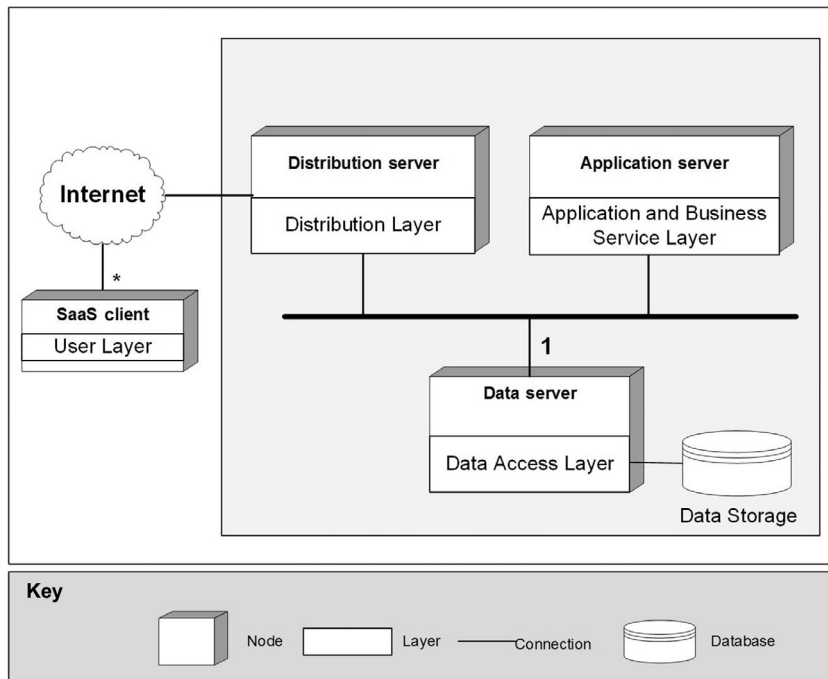 Distribution server
Application server
Internet
Distribution Layer
Application and Business
Service Layer
*
SaaS client
User Layer
1
Data server
Data Access Layer
Data Storage
Key
Node
Layer
Connection
Database